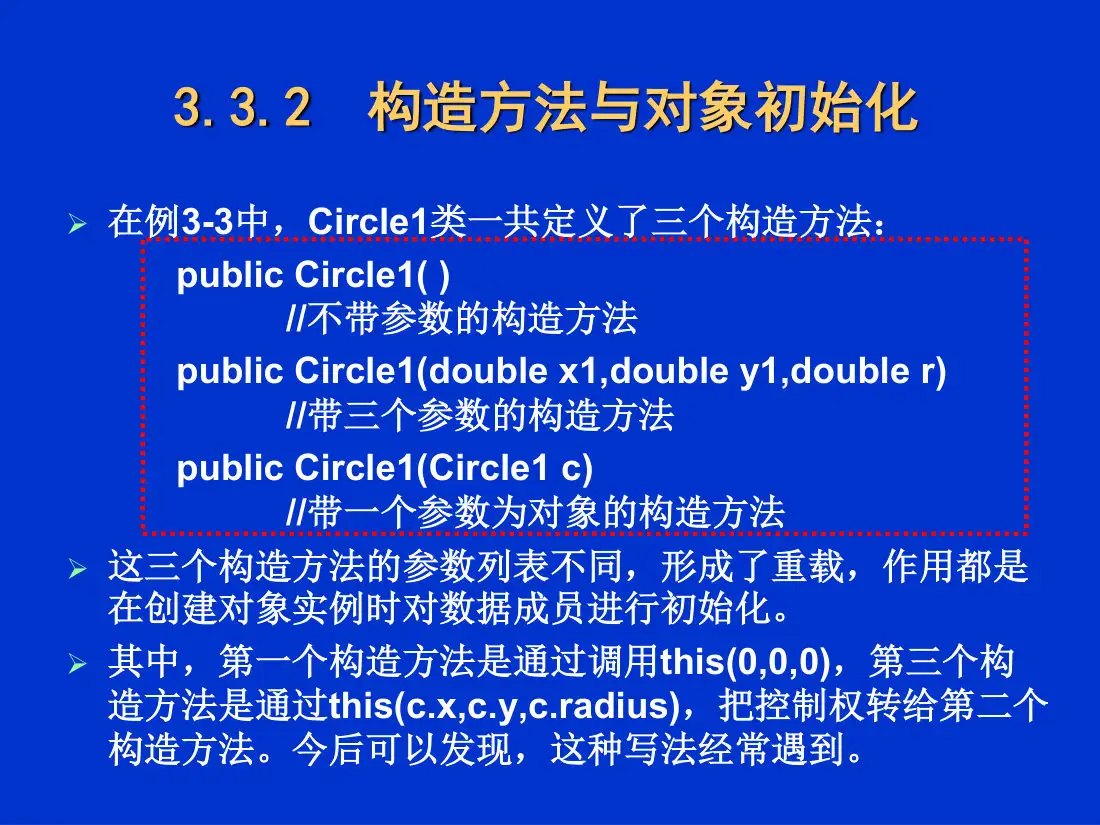 3.3.2 构造方法与对象初始化
在例3-3中，Circle1类一共定义了三个构造方法：
public Circle1( )
//不带参数的构造方法
public Circle1(double x1,double y1,double r)
//带三个参数的构造方法
public Circle1(Circle1 c)
//带一个参数为对象的构造方法
这三个构造方法的参数列表不同，形成了重载，作用都是
在创建对象实例时对数据成员进行初始化。
其中，第一个构造方法是通过调用this(0,0,0)，第三个构
造方法是通过this(c.x,c.y,c.radius)，把控制权转给第二个
构造方法。今后可以发现，这种写法经常遇到。